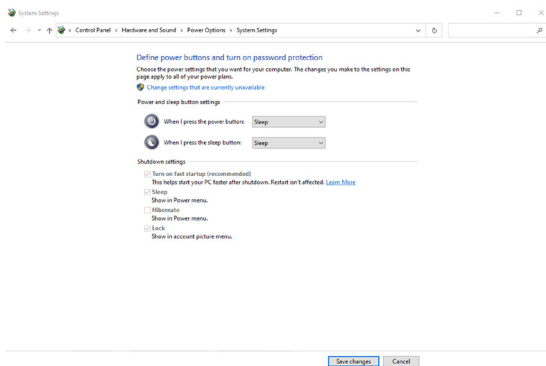 System Settings
Control Panel > Hardware and Sound > Power Options > System Settings
Define power buttons and turn on password protection
Choose the power settings that you want for your computer. The changes you make to the settings on this
page apply to all of your power plans.
Change settings that are currently unavailable
Power and sleep button settings
When I press the power button: Sleep
When I press the sleep button: Sleep
Shutdown settings
Turn on fast startup (recommended)
This helps start your PC faster after shutdown. Restart isn't affected. Learn More
Sleep
Show in Power menu.
Hibernate
Show in Power menu.
Lock
Show in account picture menu.
Save changes Cancel